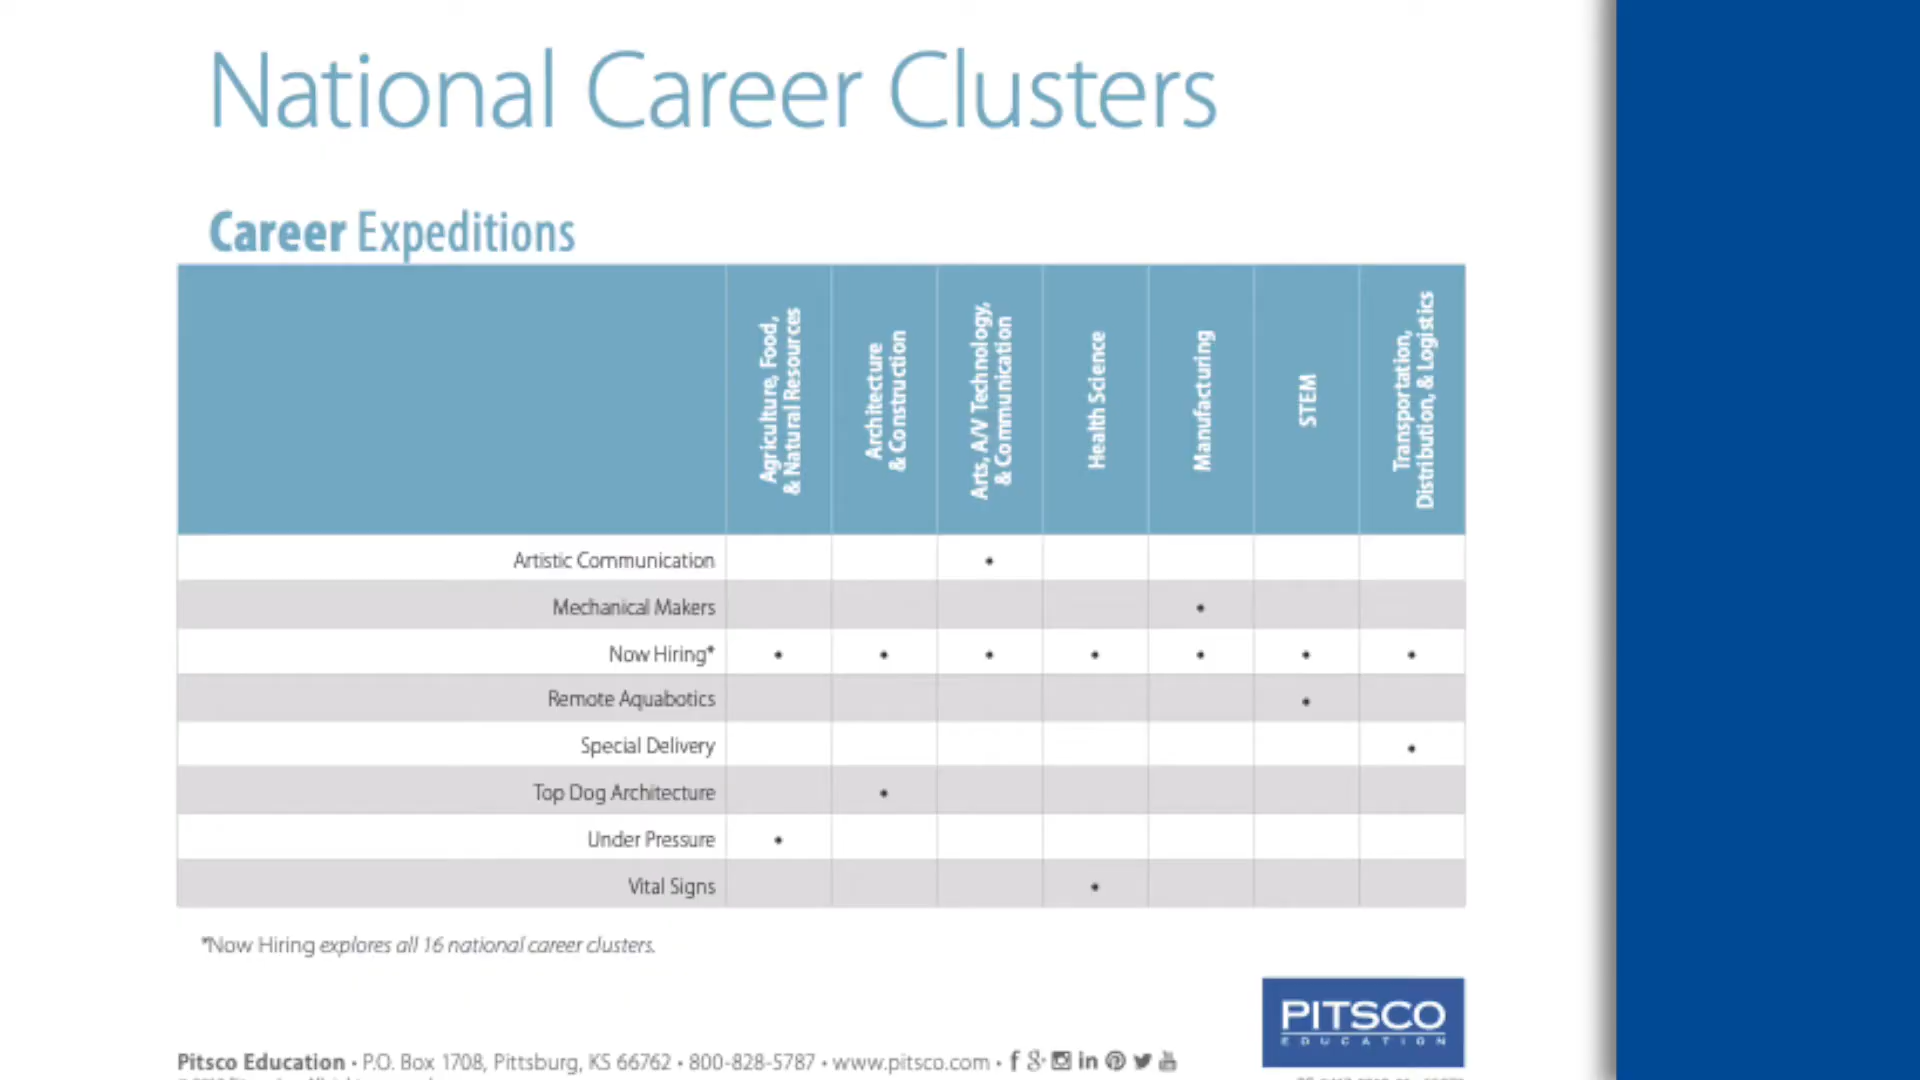 National Career Clusters
Career Expeditions
Agriculture, Food,
& Natural Resources
Architecture
& Construction
Arts, A/V Technology,
& Communication
Health Science
Manufacturing
STEM
Transportation,
Distribution, & Logistics
Artistic Communication •
Mechanical Makers •
Now Hiring* • • • • • • •
Remote Aquabotics •
Special Delivery •
Top Dog Architecture •
Under Pressure •
Vital Signs •
*Now Hiring explores all 16 national career clusters.
PITSCO
EDUCATION
Pitsco Education • P.O. Box 1708, Pittsburg, KS 66762 • 800-828-5787 • www.pitsco.com •